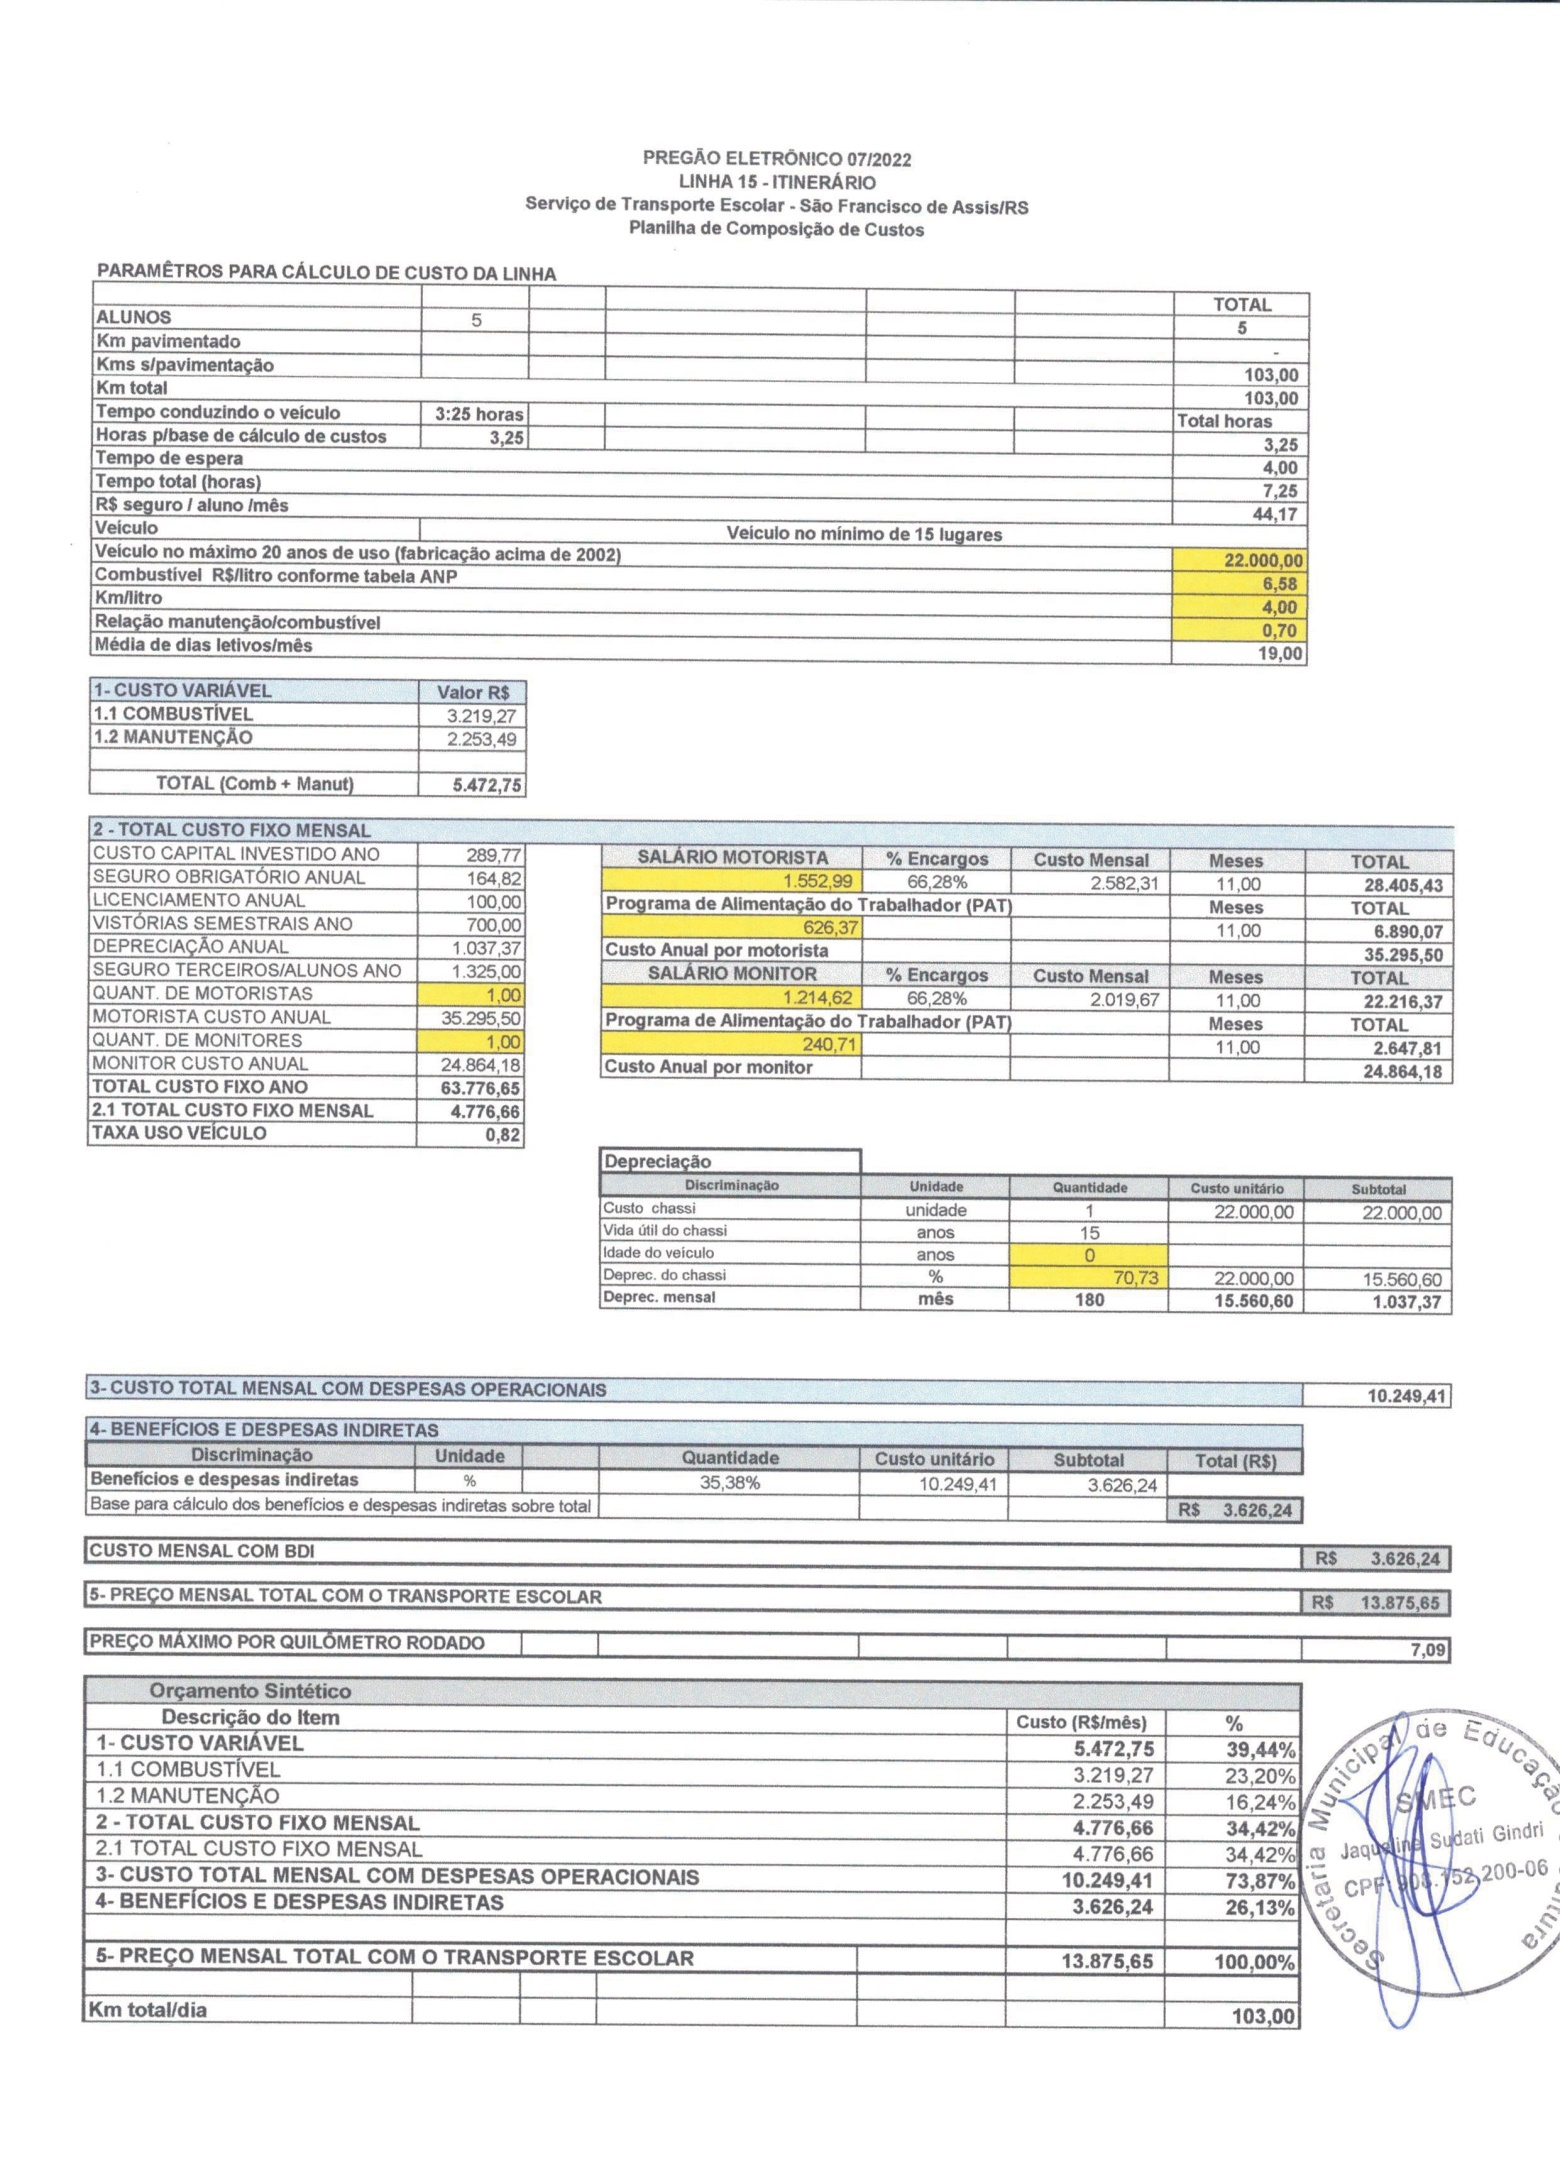 PREGÃO ELETRÔNICO 07/2022
LINHA 15 - ITINERÁRIO
Serviço de Transporte Escolar - São Francisco de Assis/RS
Planilha de Composição de Custos
PARAMÊTROS PARA CÁLCULO DE CUSTO DA LINHA
TOTAL
ALUNOS 5 5
Km pavimentado -
Kms s/pavimentação 103,00
Km total 103,00
Tempo conduzindo o veículo 3:25 horas Total horas
Horas p/base de cálculo de custos 3,25 3,25
Tempo de espera 4,00
Tempo total (horas) 7,25
R$ seguro / aluno /mês 44,17
Veículo Veiculo no mínimo de 15 lugares
Veículo no máximo 20 anos de uso (fabricação acima de 2002) 22.000,00
Combustível R$/litro conforme tabela ANP 6,58
Km/litro 4,00
Relação manutenção/combustível 0,70
Média de dias letivos/mês 19,00
1- CUSTO VARIÁVEL Valor R$
1.1 COMBUSTÍVEL 3.219,27
1.2 MANUTENÇÃO 2.253,49
TOTAL (Comb + Manut) 5.472,75
2 - TOTAL CUSTO FIXO MENSAL
CUSTO CAPITAL INVESTIDO ANO 289,77
SEGURO OBRIGATÓRIO ANUAL 164,82
LICENCIAMENTO ANUAL 100,00
VISTÓRIAS SEMESTRAIS ANO 700,00
DEPRECIAÇÃO ANUAL 1.037,37
SEGURO TERCEIROS/ALUNOS ANO 1.325,00
QUANT. DE MOTORISTAS 1,00
MOTORISTA CUSTO ANUAL 35.295,50
QUANT. DE MONITORES 1,00
MONITOR CUSTO ANUAL 24.864,18
TOTAL CUSTO FIXO ANO 63.776,65
2.1 TOTAL CUSTO FIXO MENSAL 4.776,66
TAXA USO VEÍCULO 0,82
SALÁRIO MOTORISTA % Encargos Custo Mensal Meses TOTAL
1.552,99 66,28% 2.582,31 11,00 28.405,43
Programa de Alimentação do Trabalhador (PAT) Meses TOTAL
626,37 11,00 6.890,07
Custo Anual por motorista 35.295,50
SALÁRIO MONITOR % Encargos Custo Mensal Meses TOTAL
1.214,62 66,28% 2.019,67 11,00 22.216,37
Programa de Alimentação do Trabalhador (PAT) Meses TOTAL
240,71 11,00 2.647,81
Custo Anual por monitor 24.864,18
Depreciação
Discriminação Unidade Quantidade Custo unitário Subtotal
Custo chassi unidade 1 22.000,00 22.000,00
Vida útil do chassi anos 15
Idade do veículo anos 0
Deprec. do chassi % 70,73 22.000,00 15.560,60
Deprec. mensal mês 180 15.560,60 1.037,37
3- CUSTO TOTAL MENSAL COM DESPESAS OPERACIONAIS 10.249,41
4- BENEFÍCIOS E DESPESAS INDIRETAS
Discriminação Unidade Quantidade Custo unitário Subtotal Total (R$)
Benefícios e despesas indiretas % 35,38% 10.249,41 3.626,24
Base para cálculo dos benefícios e despesas indiretas sobre total R$ 3.626,24
CUSTO MENSAL COM BDI R$ 3.626,24
5- PREÇO MENSAL TOTAL COM O TRANSPORTE ESCOLAR R$ 13.875,65
PREÇO MÁXIMO POR QUILÔMETRO RODADO 7,09
Orçamento Sintético
Descrição do Item Custo (R$/mês) %
1- CUSTO VARIÁVEL 5.472,75 39,44%
1.1 COMBUSTÍVEL 3.219,27 23,20%
1.2 MANUTENÇÃO 2.253,49 16,24%
2 - TOTAL CUSTO FIXO MENSAL 4.776,66 34,42%
2.1 TOTAL CUSTO FIXO MENSAL 4.776,66 34,42%
3- CUSTO TOTAL MENSAL COM DESPESAS OPERACIONAIS 10.249,41 73,87%
4- BENEFÍCIOS E DESPESAS INDIRETAS 3.626,24 26,13%
5- PREÇO MENSAL TOTAL COM O TRANSPORTE ESCOLAR 13.875,65 100,00%
Km total/dia 103,00
Secretaria Municipal de Educação
SMEC
Jaqueline Sudati Gindri
CPF: